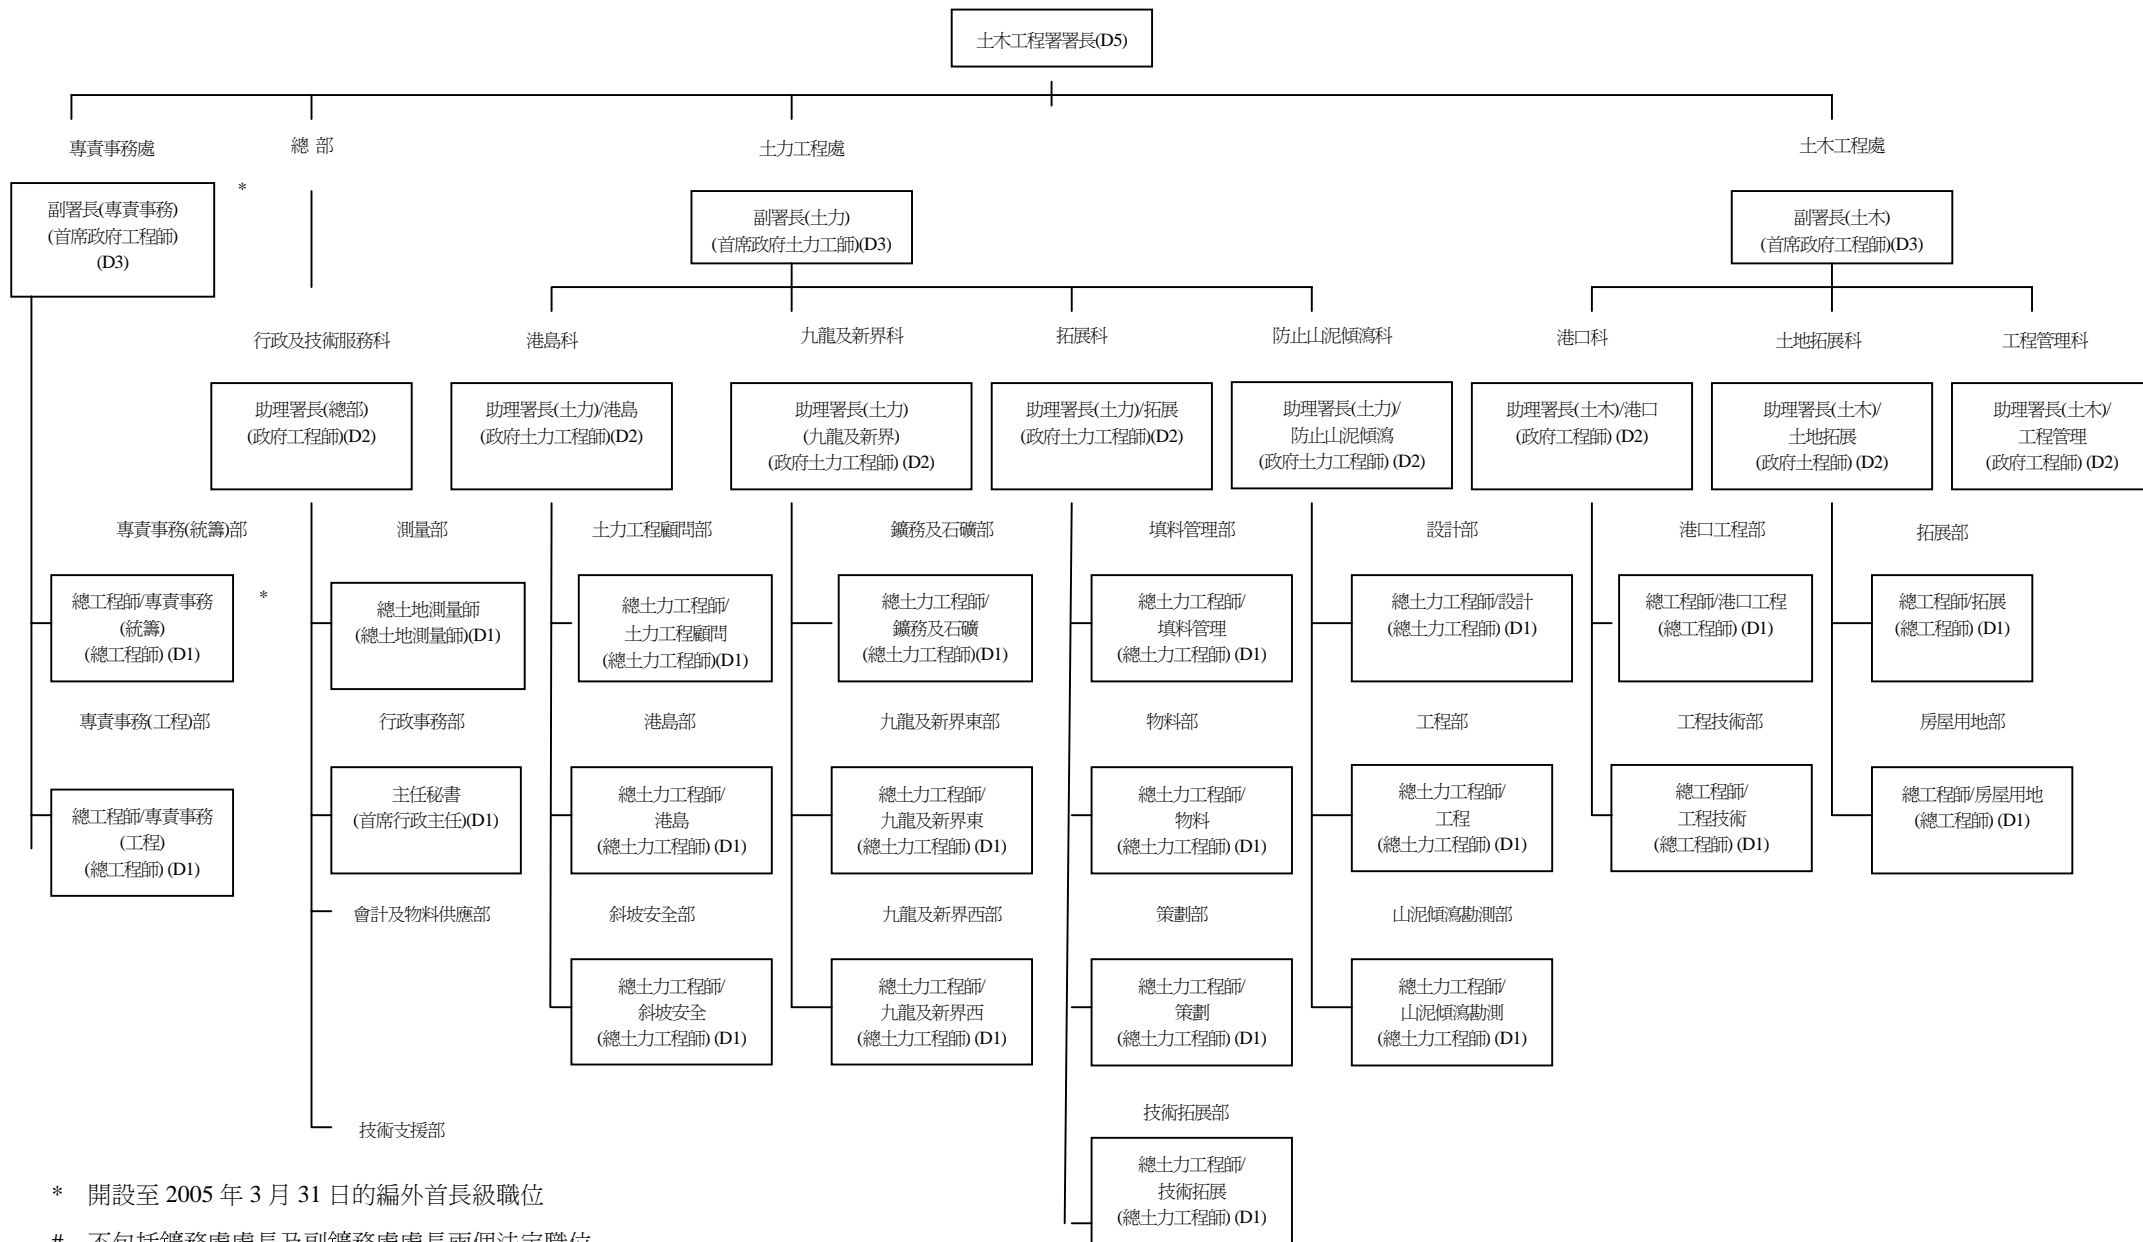 土木工程署署長(D5)
專責事務處
總 部
土力工程處
土木工程處
副署長(專責事務)
(首席政府工程師)
(D3)
*
副署長(土力)
(首席政府土力工師)(D3)
副署長(土木)
(首席政府工程師)(D3)
行政及技術服務科
港島科
九龍及新界科
拓展科
防止山泥傾瀉科
港口科
土地拓展科
工程管理科
助理署長(總部)
(政府工程師)(D2)
助理署長(土力)/港島
(政府土力工程師)(D2)
助理署長(土力)
(九龍及新界)
(政府土力工程師) (D2)
助理署長(土力)/拓展
(政府土力工程師)(D2)
助理署長(土力)/
防止山泥傾瀉
(政府土力工程師) (D2)
助理署長(土木)/港口
(政府工程師) (D2)
助理署長(土木)/
土地拓展
(政府土程師) (D2)
助理署長(土木)/
工程管理
(政府工程師) (D2)
專責事務(統籌)部
測量部
土力工程顧問部
鑛務及石礦部
填料管理部
設計部
港口工程部
拓展部
總工程師/專責事務
(統籌)
(總工程師) (D1)
*
總土地測量師
(總土地測量師)(D1)
總土力工程師/
土力工程顧問
(總土力工程師)(D1)
總土力工程師/
鑛務及石礦
(總土力工程師)(D1)
總土力工程師/
填料管理
(總土力工程師) (D1)
總土力工程師/設計
(總土力工程師) (D1)
總工程師/港口工程
(總工程師) (D1)
總工程師/拓展
(總工程師) (D1)
專責事務(工程)部
行政事務部
港島部
九龍及新界東部
物料部
工程部
工程技術部
房屋用地部
總工程師/專責事務
(工程)
(總工程師) (D1)
主任秘書
(首席行政主任)(D1)
總土力工程師/
港島
(總土力工程師) (D1)
總土力工程師/
九龍及新界東
(總土力工程師) (D1)
總土力工程師/
物料
(總土力工程師) (D1)
總土力工程師/
工程
(總土力工程師) (D1)
總工程師/
工程技術
(總工程師) (D1)
總工程師/房屋用地
(總工程師) (D1)
會計及物料供應部
斜坡安全部
九龍及新界西部
策劃部
山泥傾瀉勘測部
總土力工程師/
斜坡安全
(總土力工程師) (D1)
總土力工程師/
九龍及新界西
(總土力工程師) (D1)
總土力工程師/
策劃
(總土力工程師) (D1)
總土力工程師/
山泥傾瀉勘測
(總土力工程師) (D1)
技術支援部
技術拓展部
總土力工程師/
技術拓展
(總土力工程師) (D1)
* 開設至 2005 年 3 月 31 日的編外首長級職位
# 不包括鑛務處處長及副鑛務處處長兩個法定職位